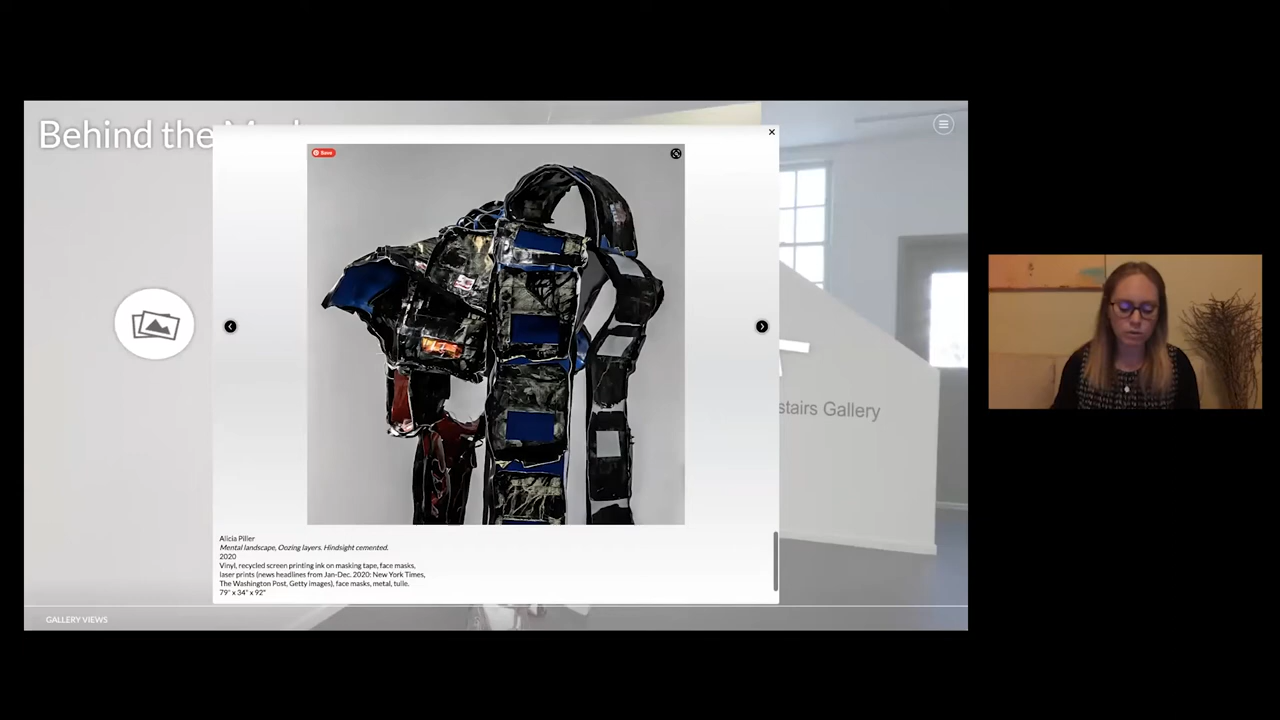 Behind the
Save
stairs Gallery
Alicia Piller
Mental landscape, Oozing layers. Hindsight cemented.
2020
Vinyl, recycled screen printing ink on masking tape, face masks,
laser prints (news headlines from Jan-Dec. 2020: New York Times,
The Washington Post, Getty Images), face masks, metal, tulle.
79" x 34" x 92"
GALLERY VIEWS